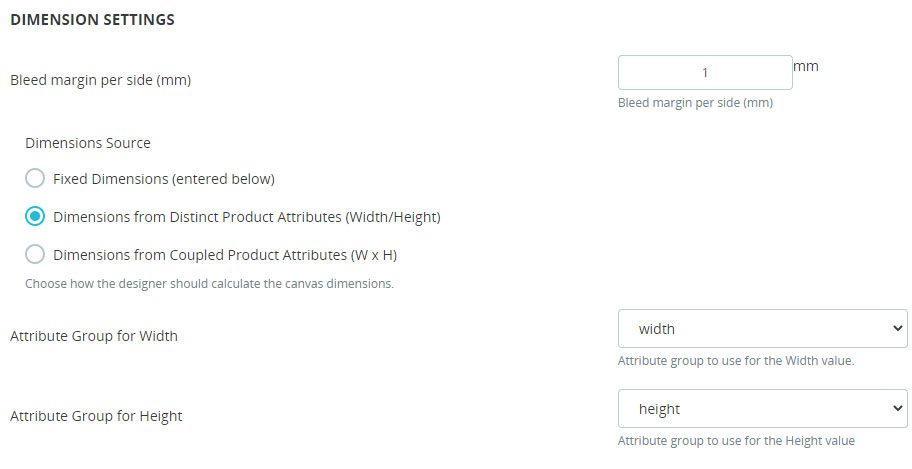 DIMENSION SETTINGS
Bleed margin per side (mm)
1 mm
Bleed margin per side (mm)
Dimensions Source
Fixed Dimensions (entered below)
Dimensions from Distinct Product Attributes (Width/Height)
Dimensions from Coupled Product Attributes (W x H)
Choose how the designer should calculate the canvas dimensions.
Attribute Group for Width
width
Attribute group to use for the Width value.
Attribute Group for Height
height
Attribute group to use for the Height value